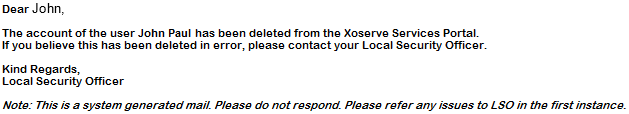 Dear John,
The account of the user John Paul has been deleted from the Xoserve Services Portal.
If you believe this has been deleted in error, please contact your Local Security Officer.
Kind Regards,
Local Security Officer
Note: This is a system generated mail. Please do not respond. Please refer any issues to LSO in the first instance.